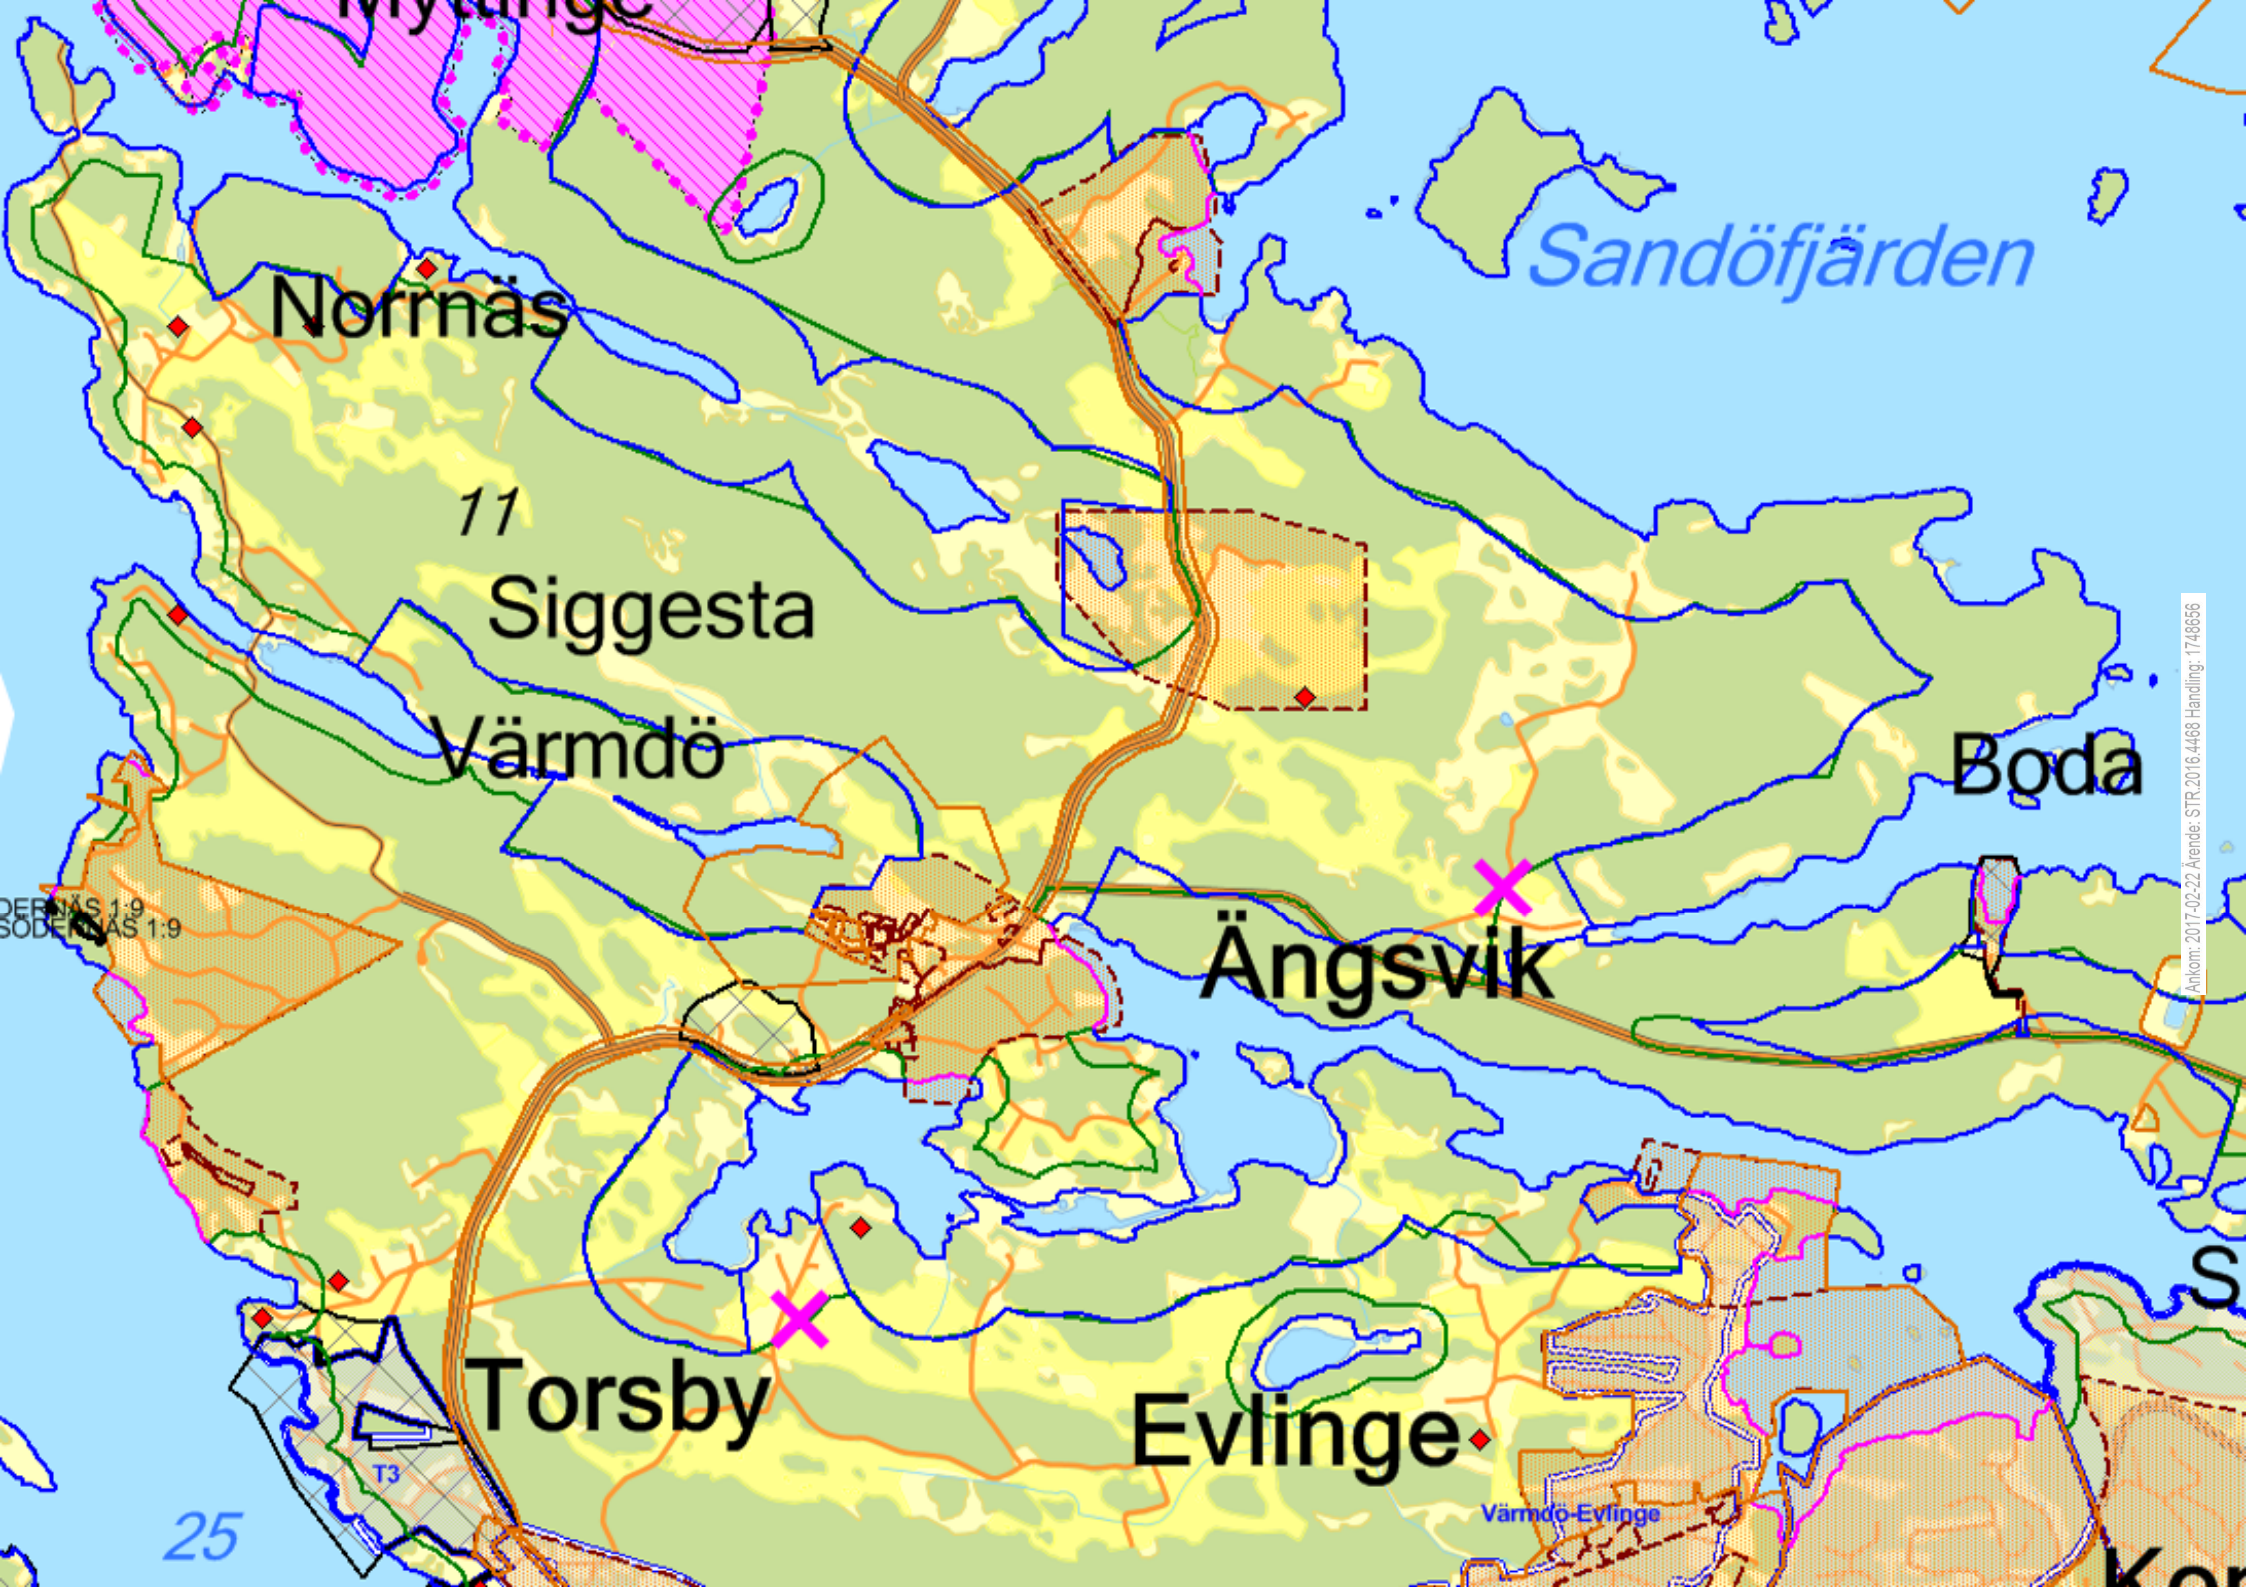 Myttinge
Sandöfjärden
Norrnäs
11
Siggesta
Värmdö
Boda
SÖDERNÄS 1:9
Ängsvik
Torsby
Evlinge
T3
25
Värmdö-Evlinge
Ankom: 2017-02-22 Ärende: STR.2016.4468 Handling: 1748656